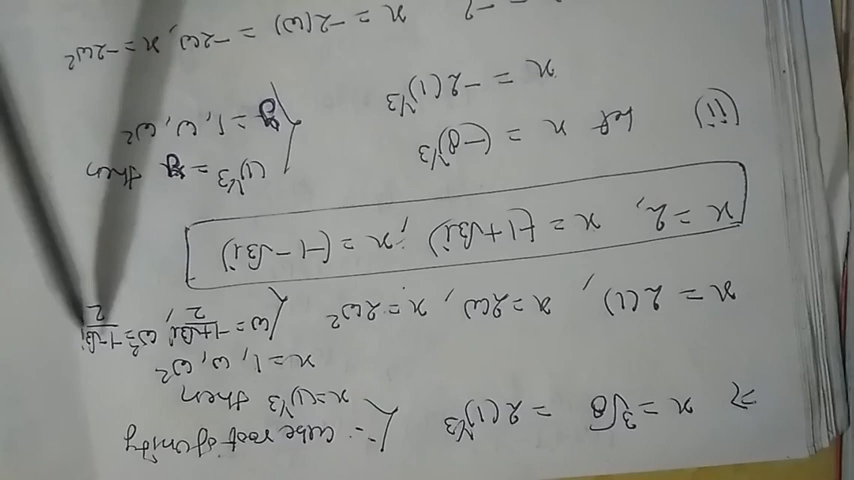 ⇒ x = ∛8 = 2(1)^1/3 {∵ cube root of unity
x=(1)^1/3 then
x=1, ω, ω²
x = 2(1), x=2ω, x=2ω² {ω = -1+√3i/2, ω²= -1-√3i/2
x=2, x=(-1+√3i); x=(-1-√3i)
(ii) let x = (-8)^1/3 (1)^1/3 = then
x = -2(1)^1/3 = 1, ω, ω²
-2 x = -2(ω) = -2ω, x=-2ω²